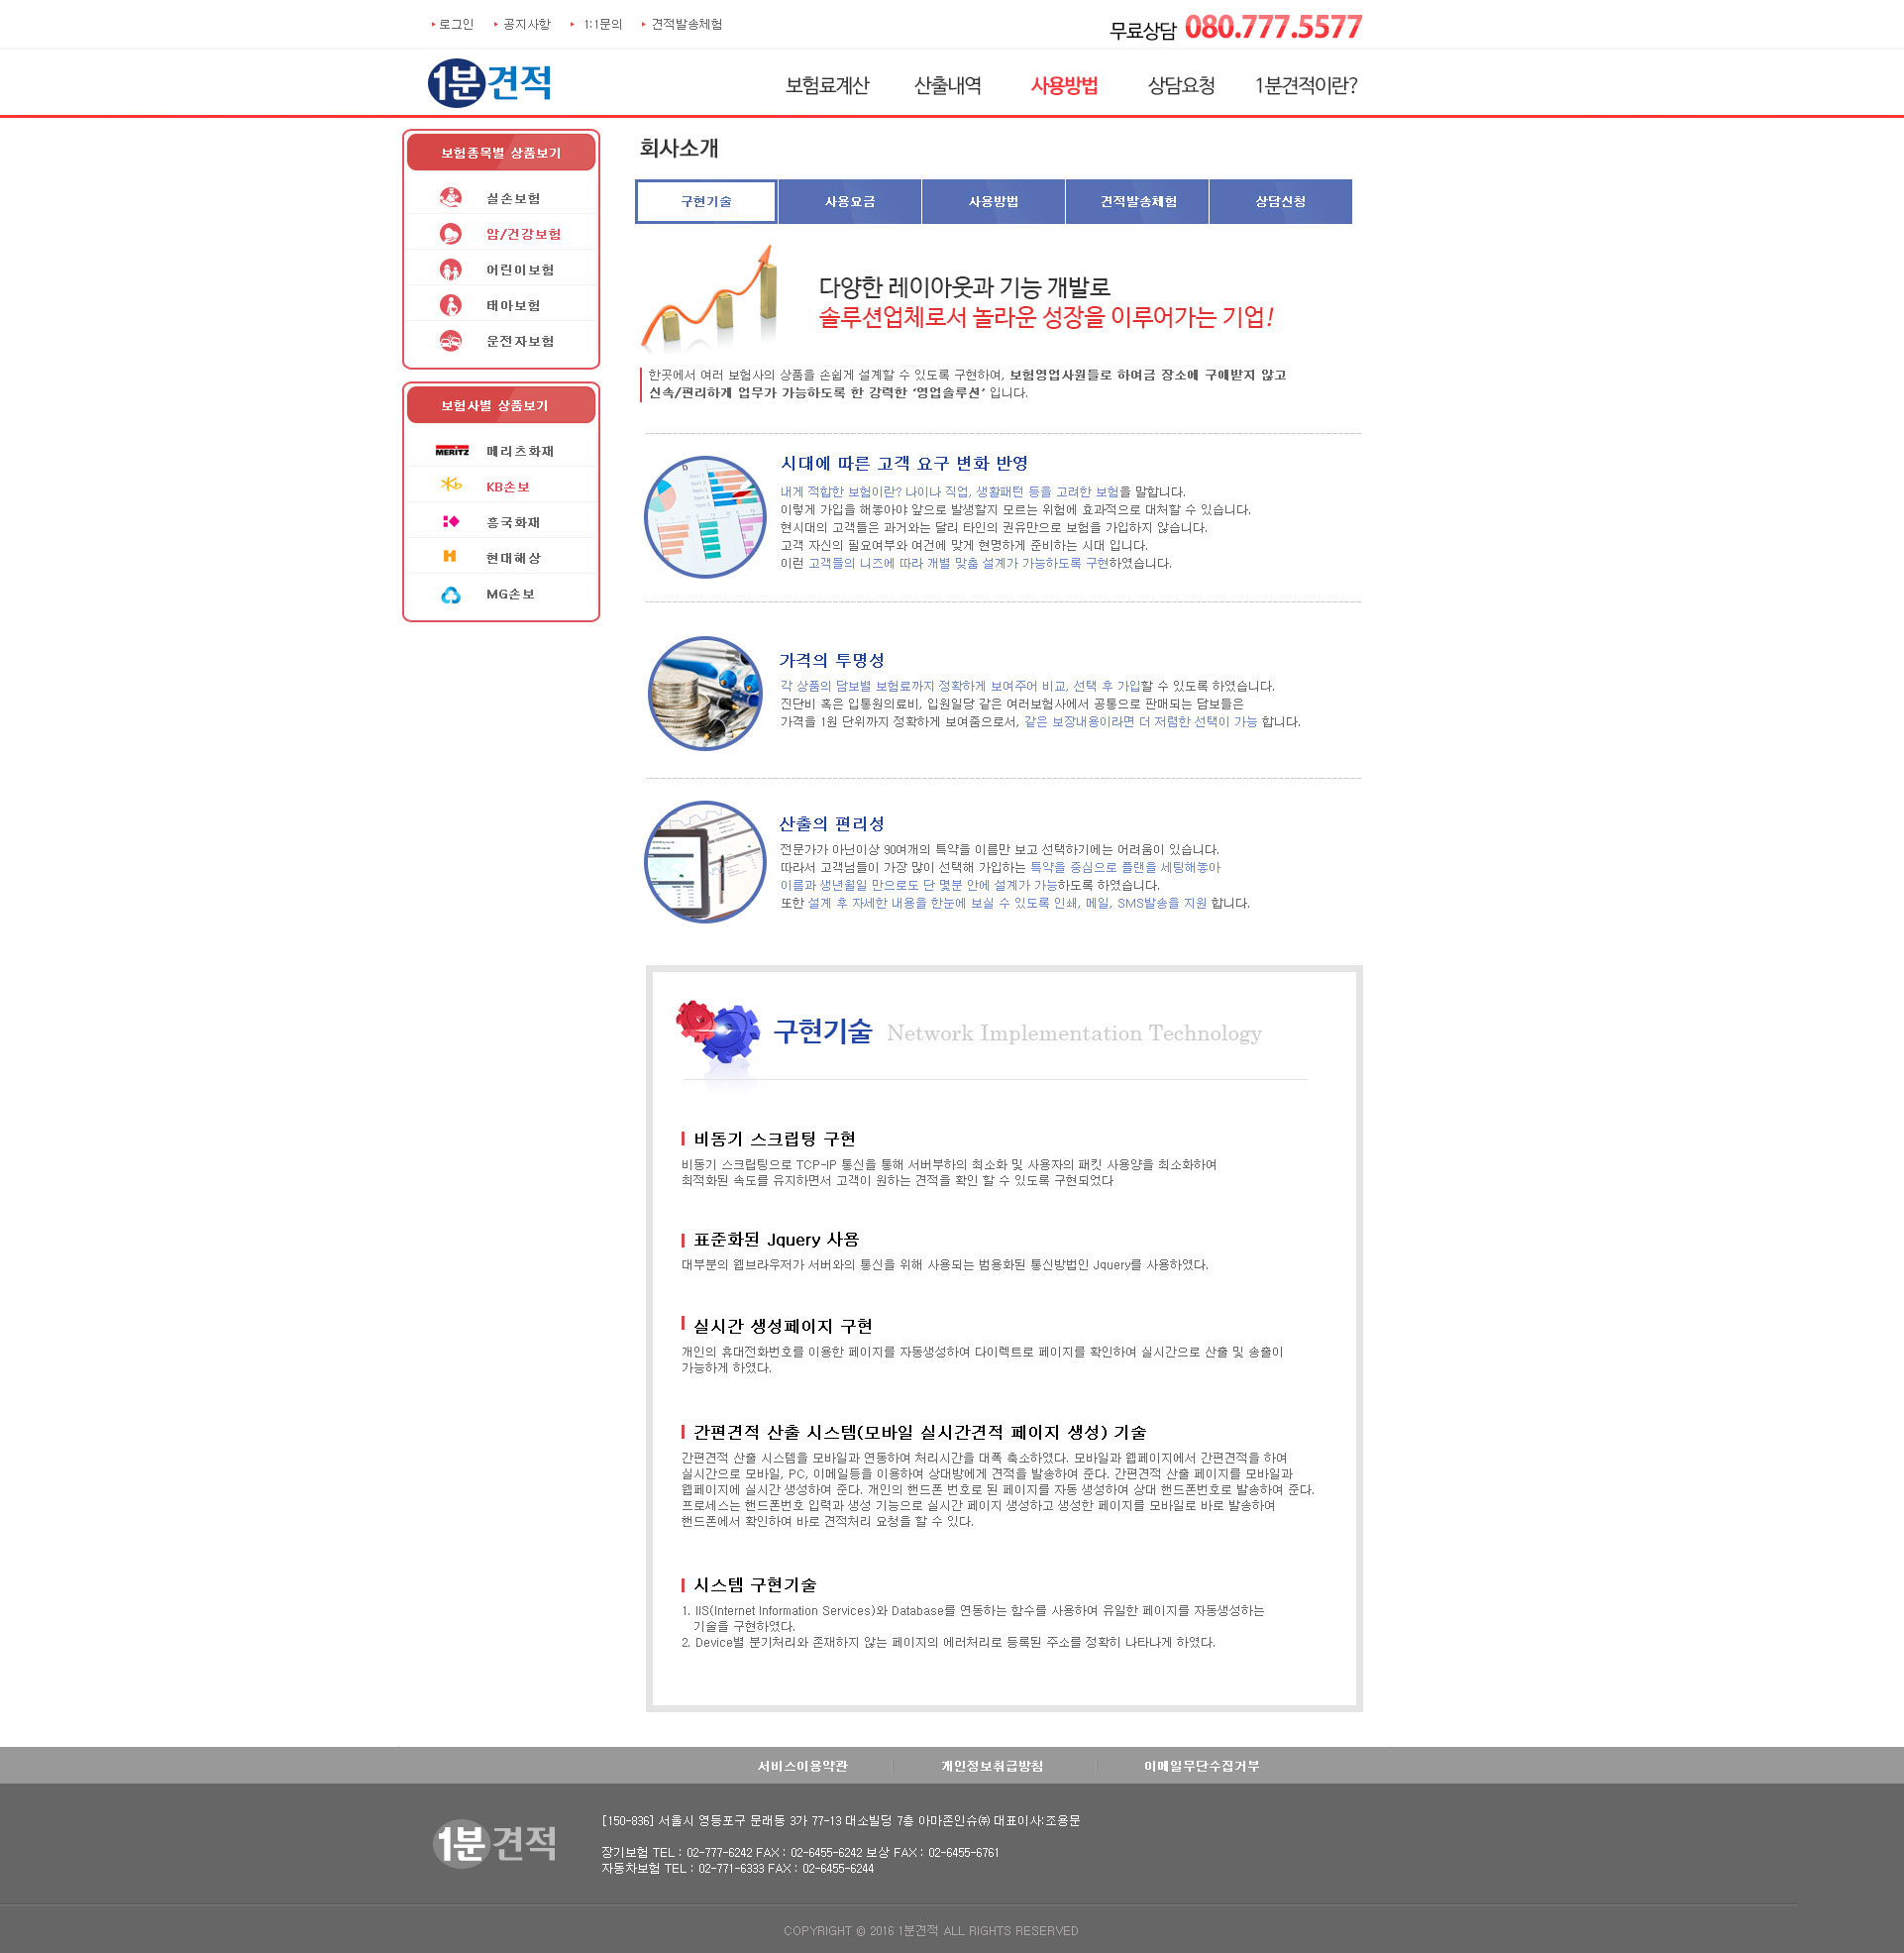 로그인 공지사항 1:1문의 견적발송체험
무료상담 080.777.5577
1분견적
보험료계산 산출내역 사용방법 상담요청 1분견적이란?
보험종목별 상품보기
실손보험
암/건강보험
어린이보험
태아보험
운전자보험
보험사별 상품보기
MERITZ 메리츠화재
KB손보
흥국화재
현대해상
MG손보
회사소개
구현기술 사용요금 사용방법 견적발송체험 상담신청
다양한 레이아웃과 기능 개발로
솔루션업체로서 놀라운 성장을 이루어가는 기업!
한곳에서 여러 보험사의 상품을 손쉽게 설계할 수 있도록 구현하여, 보험영업사원들로 하여금 장소에 구애받지 않고
신속/편리하게 업무가 가능하도록 한 강력한 ‘영업솔루션’ 입니다.
시대에 따른 고객 요구 변화 반영
내게 적합한 보험이란? 나이나 직업, 생활패턴 등을 고려한 보험을 말합니다.
이렇게 가입을 해놓아야 앞으로 발생할지 모르는 위험에 효과적으로 대처할 수 있습니다.
현시대의 고객들은 과거와는 달리 타인의 권유만으로 보험을 가입하지 않습니다.
고객 자신의 필요여부와 여건에 맞게 현명하게 준비하는 시대 입니다.
이런 고객들의 니즈에 따라 개별 맞춤 설계가 가능하도록 구현하였습니다.
가격의 투명성
각 상품의 담보별 보험료까지 정확하게 보여주어 비교, 선택 후 가입할 수 있도록 하였습니다.
진단비 혹은 입통원의료비, 입원일당 같은 여러보험사에서 공통으로 판매되는 담보들은
가격을 1원 단위까지 정확하게 보여줌으로서, 같은 보장내용이라면 더 저렴한 선택이 가능 합니다.
산출의 편리성
전문가가 아닌이상 90여개의 특약을 이름만 보고 선택하기에는 어려움이 있습니다.
따라서 고객님들이 가장 많이 선택해 가입하는 특약을 중심으로 플랜을 세팅해놓아
이름과 생년월일 만으로도 단 몇분 안에 설계가 가능하도록 하였습니다.
또한 설계 후 자세한 내용을 한눈에 보실 수 있도록 인쇄, 메일, SMS발송을 지원 합니다.
구현기술 Network Implementation Technology
비동기 스크립팅 구현
비동기 스크립팅으로 TCP-IP 통신을 통해 서버부하의 최소화 및 사용자의 패킷 사용양을 최소화하여
최적화된 속도를 유지하면서 고객이 원하는 견적을 확인 할 수 있도록 구현되었다
표준화된 Jquery 사용
대부분의 웹브라우저가 서버와의 통신을 위해 사용되는 범용화된 통신방법인 Jquery를 사용하였다.
실시간 생성페이지 구현
개인의 휴대전화번호를 이용한 페이지를 자동생성하여 다이렉트로 페이지를 확인하여 실시간으로 산출 및 송출이
가능하게 하였다.
간편견적 산출 시스템(모바일 실시간견적 페이지 생성) 기술
간편견적 산출 시스템을 모바일과 연동하여 처리시간을 대폭 축소하였다. 모바일과 웹페이지에서 간편견적을 하여
실시간으로 모바일, PC, 이메일등을 이용하여 상대방에게 견적을 발송하여 준다. 간편견적 산출 페이지를 모바일과
웹페이지에 실시간 생성하여 준다. 개인의 핸드폰 번호로 된 페이지를 자동 생성하여 상대 핸드폰번호로 발송하여 준다.
프로세스는 핸드폰번호 입력과 생성 기능으로 실시간 페이지 생성하고 생성한 페이지를 모바일로 바로 발송하여
핸드폰에서 확인하여 바로 견적처리 요청을 할 수 있다.
시스템 구현기술
1. IIS(Internet Information Services)와 Database를 연동하는 함수를 사용하여 유일한 페이지를 자동생성하는
기술을 구현하였다.
2. Device별 분기처리와 존재하지 않는 페이지의 에러처리로 등록된 주소를 정확히 나타나게 하였다.
서비스이용약관 개인정보취급방침 이메일무단수집거부
1분견적
[150-836] 서울시 영등포구 문래동 3가 77-13 대소빌딩 7층 아마존인슈㈜ 대표이사:조용문
장기보험 TEL : 02-777-6242 FAX : 02-6455-6242 보상 FAX : 02-6455-6761
자동차보험 TEL : 02-771-6333 FAX : 02-6455-6244
COPYRIGHT © 2016 1분견적 ALL RIGHTS RESERVED